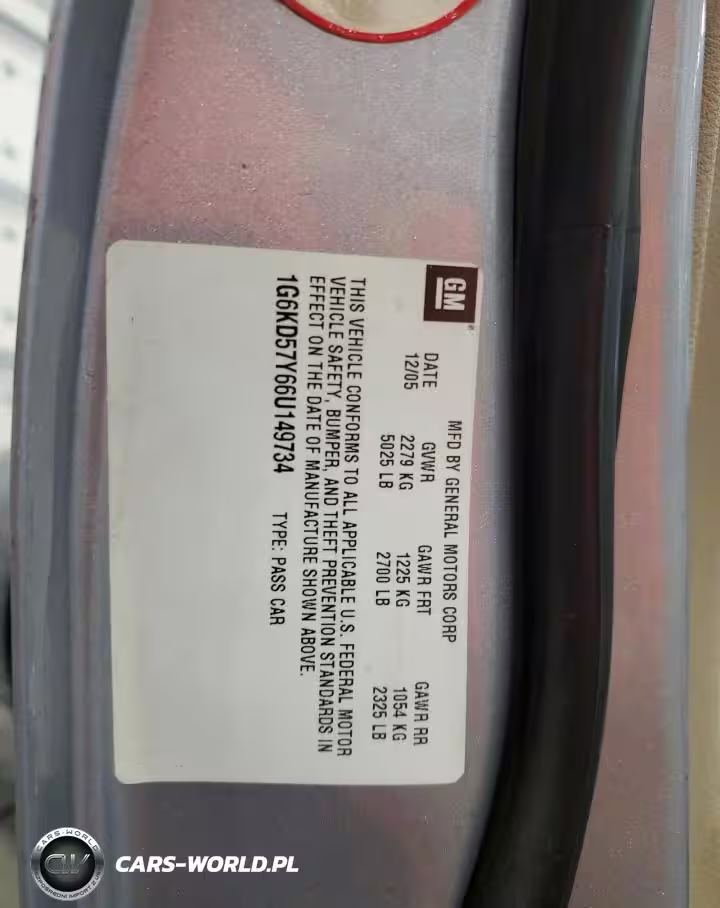 GM
MFD BY GENERAL MOTORS CORP
DATE GVWR GAWR FRT GAWR RR
12/05 2279 KG 1225 KG 1054 KG
5025 LB 2700 LB 2325 LB
THIS VEHICLE CONFORMS TO ALL APPLICABLE U.S. FEDERAL MOTOR
VEHICLE SAFETY, BUMPER, AND THEFT PREVENTION STANDARDS IN
EFFECT ON THE DATE OF MANUFACTURE SHOWN ABOVE.
1G6KD57Y66U149734 TYPE: PASS CAR
CARS-WORLD
CW
CARS-WORLD.PL